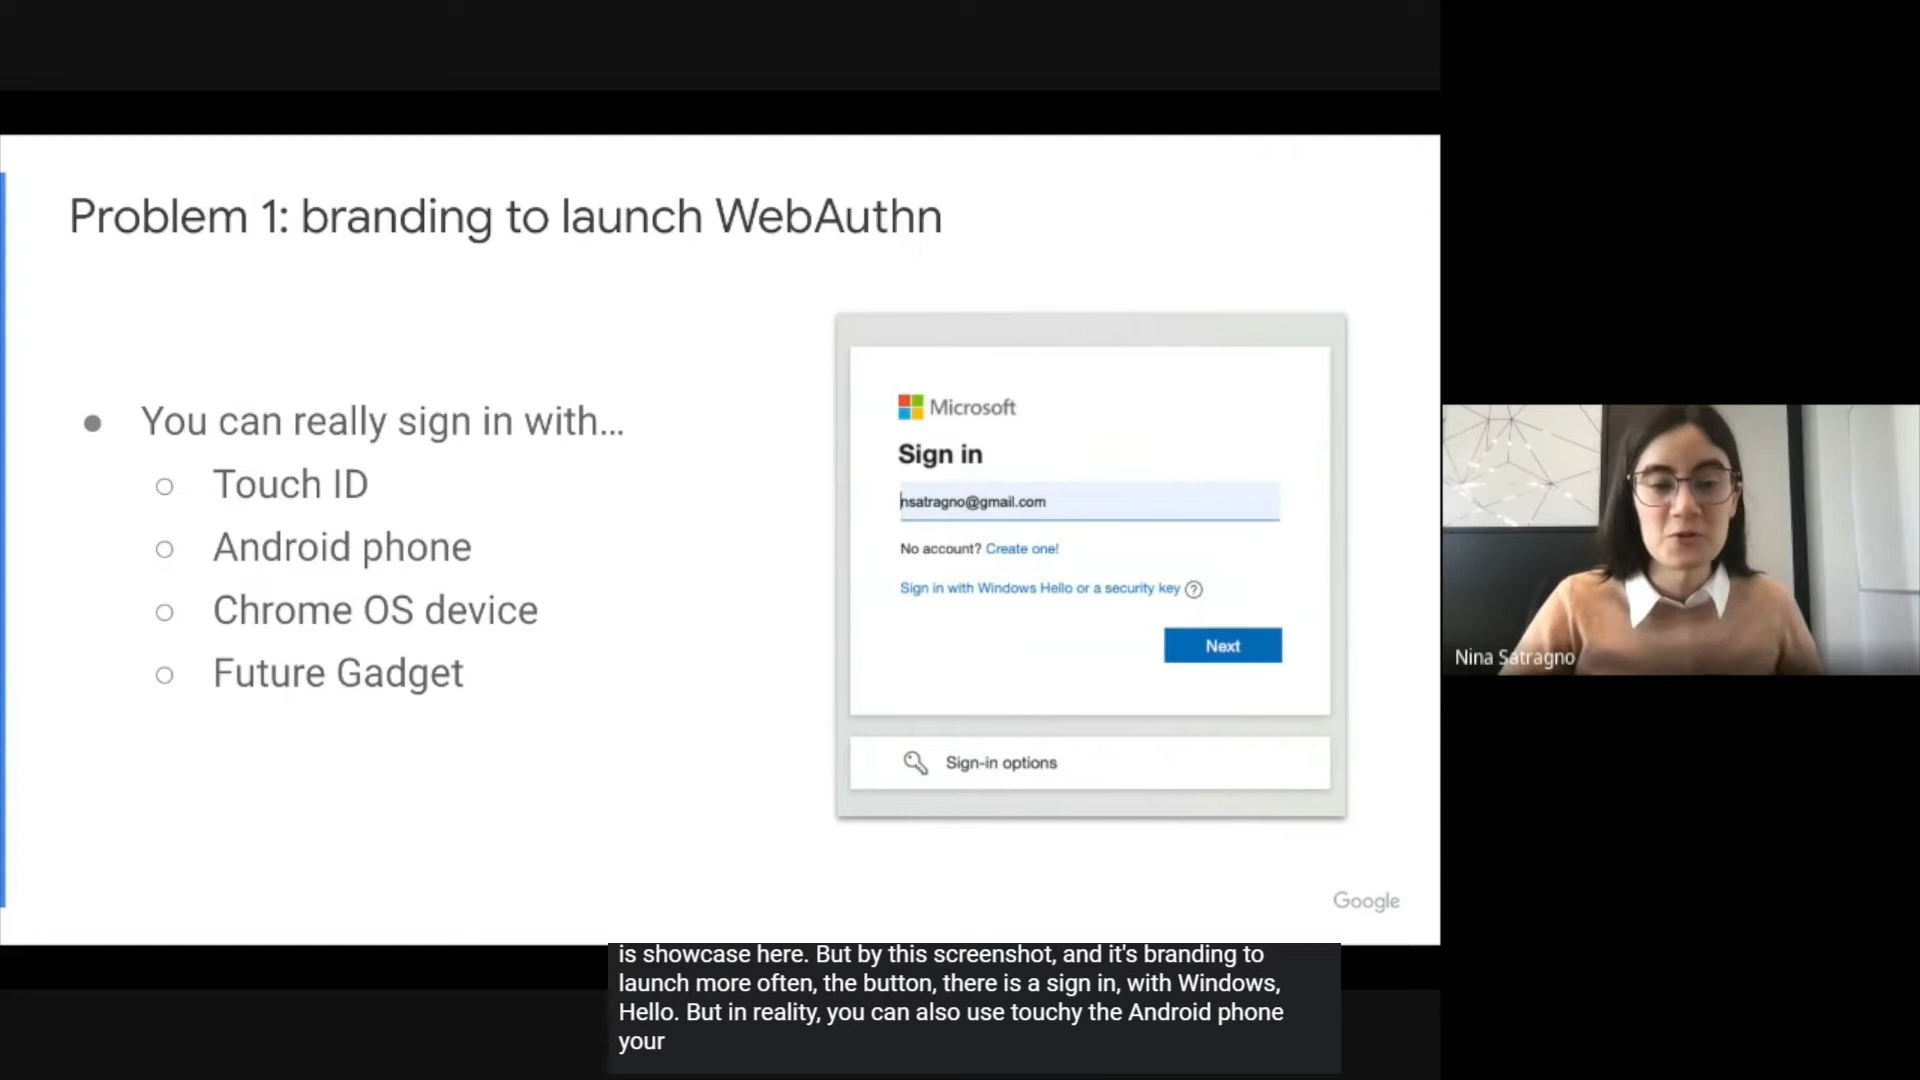 Problem 1: branding to launch WebAuthn
● You can really sign in with...
○ Touch ID
○ Android phone
○ Chrome OS device
○ Future Gadget
Microsoft
Sign in
nsatragno@gmail.com
No account? Create one!
Sign in with Windows Hello or a security key ?
Next
Sign-in options
Google
Nina Satragno
is showcase here. But by this screenshot, and it's branding to
launch more often, the button, there is a sign in, with Windows,
Hello. But in reality, you can also use touchy the Android phone
your